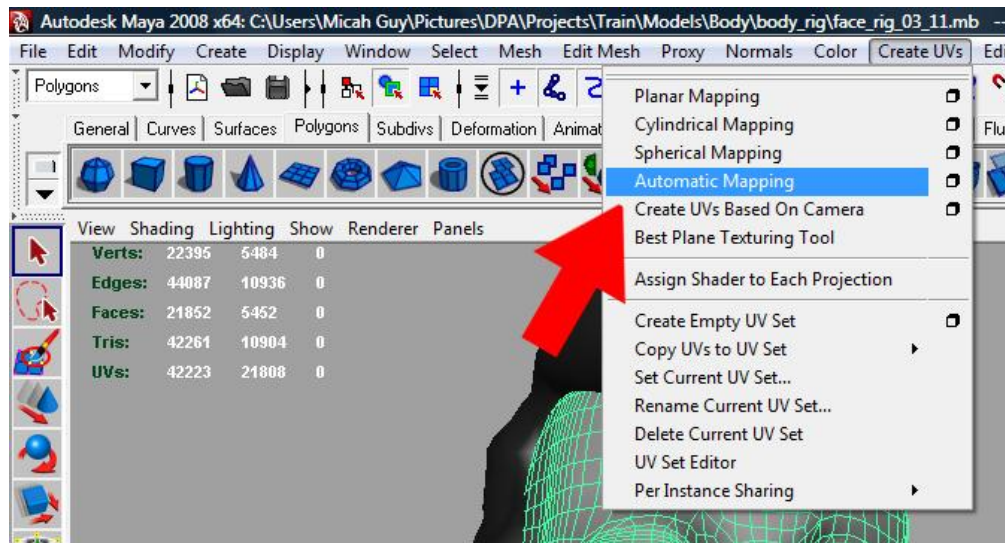 Autodesk Maya 2008 x64: C:\Users\Micah Guy\Pictures\DPA\Projects\Train\Models\Body\body_rig\face_rig_03_11.mb --
File Edit Modify Create Display Window Select Mesh Edit Mesh Proxy Normals Color Create UVs Edi
Polygons
General Curves Surfaces Polygons Subdivs Deformation Animat Flu
View Shading Lighting Show Renderer Panels
Verts: 22395 5484 0
Edges: 44087 10936 0
Faces: 21852 5452 0
Tris: 42261 10904 0
UVs: 42223 21808 0
Planar Mapping
Cylindrical Mapping
Spherical Mapping
Automatic Mapping
Create UVs Based On Camera
Best Plane Texturing Tool
Assign Shader to Each Projection
Create Empty UV Set
Copy UVs to UV Set
Set Current UV Set...
Rename Current UV Set...
Delete Current UV Set
UV Set Editor
Per Instance Sharing